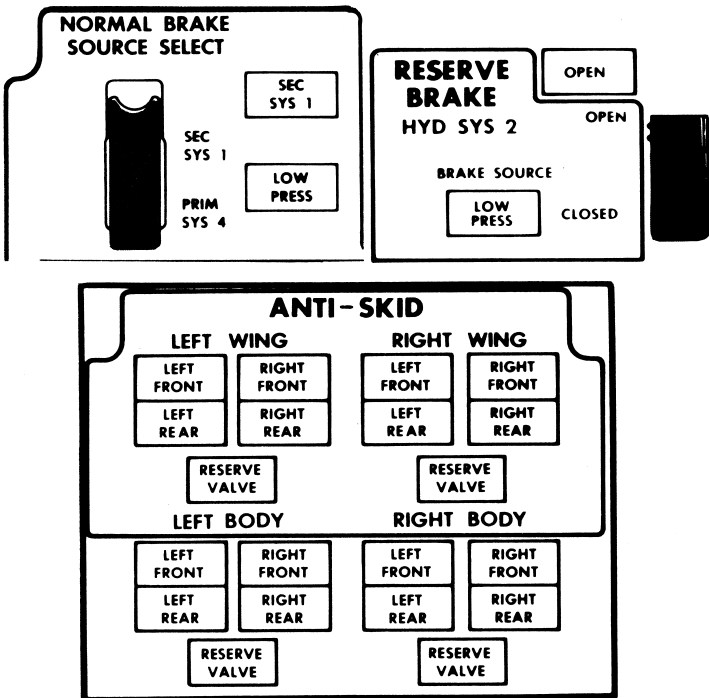 NORMAL BRAKE
SOURCE SELECT
SEC
SYS 1
SEC
SYS 1
LOW
PRESS
PRIM
SYS 4
RESERVE
BRAKE
HYD SYS 2
OPEN
OPEN
BRAKE SOURCE
LOW
PRESS
CLOSED
ANTI-SKID
LEFT WING
RIGHT WING
LEFT
FRONT
RIGHT
FRONT
LEFT
FRONT
RIGHT
FRONT
LEFT
REAR
RIGHT
REAR
LEFT
REAR
RIGHT
REAR
RESERVE
VALVE
RESERVE
VALVE
LEFT BODY
RIGHT BODY
LEFT
FRONT
RIGHT
FRONT
LEFT
FRONT
RIGHT
FRONT
LEFT
REAR
RIGHT
REAR
LEFT
REAR
RIGHT
REAR
RESERVE
VALVE
RESERVE
VALVE